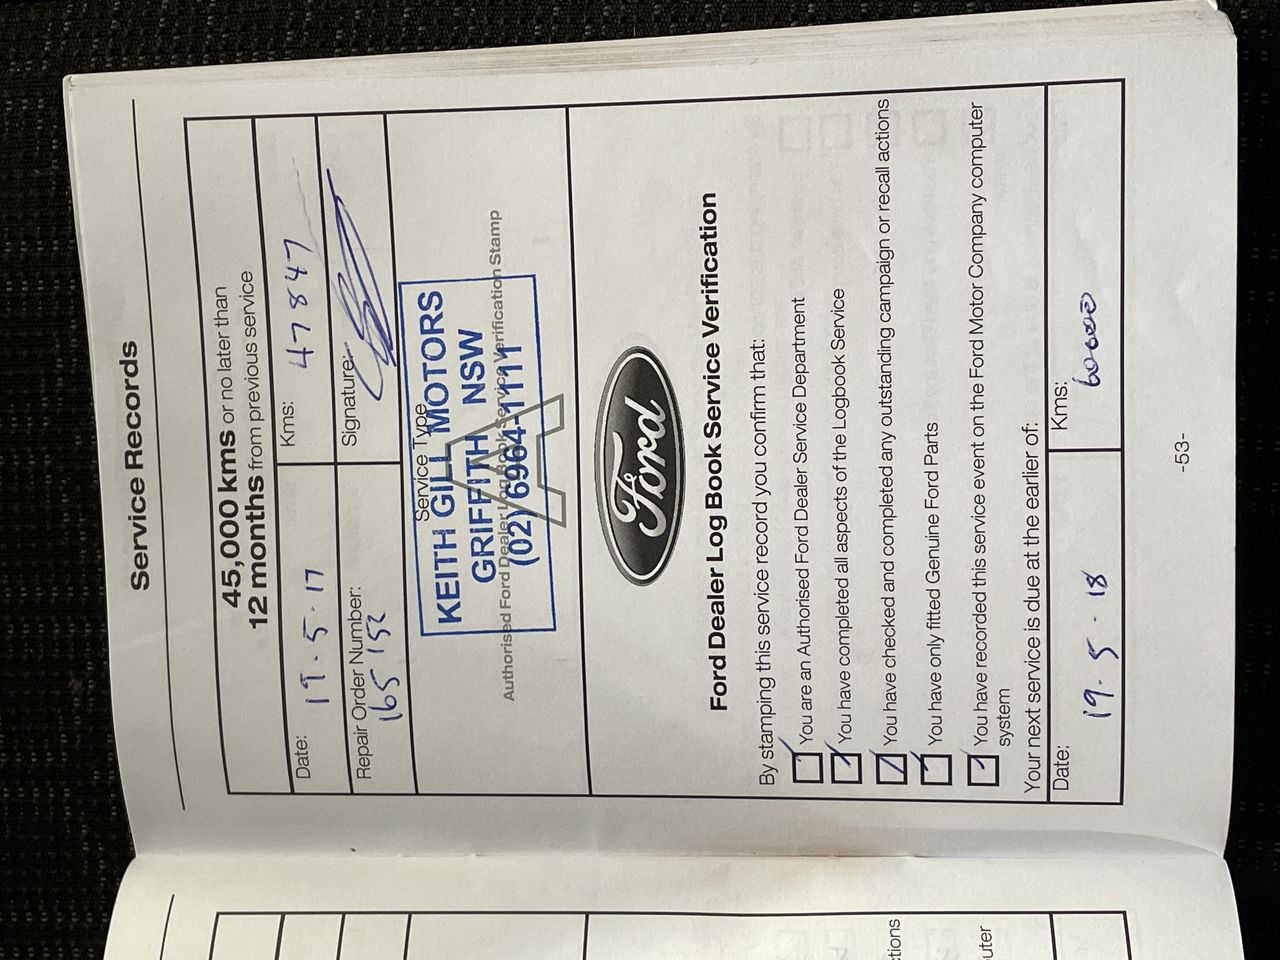 Service Records
45,000 kms or no later than
12 months from previous service
Date: 19.5.17
Kms: 47847
Repair Order Number: 165152
Signature:
Service Type
A
KEITH GILL MOTORS
GRIFFITH NSW
(02) 6964-1111
Authorised Ford Dealer Log Book Service Verification Stamp
Ford
Ford Dealer Log Book Service Verification
By stamping this service record you confirm that:
You are an Authorised Ford Dealer Service Department
You have completed all aspects of the Logbook Service
You have checked and completed any outstanding campaign or recall actions
You have only fitted Genuine Ford Parts
You have recorded this service event on the Ford Motor Company computer
system
Your next service is due at the earlier of:
Date: 19.5.18
Kms: 60000
-53-
ctions
uter